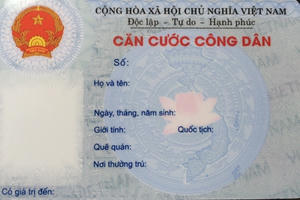 CỘNG HÒA XÃ HỘI CHỦ NGHĨA VIỆT NAM
Độc lập - Tự do - Hạnh phúc
CĂN CƯỚC CÔNG DÂN
Số:
Họ và tên:
Ngày, tháng, năm sinh:
Giới tính: Quốc tịch:
Quê quán:
Nơi thường trú:
Có giá trị đến: